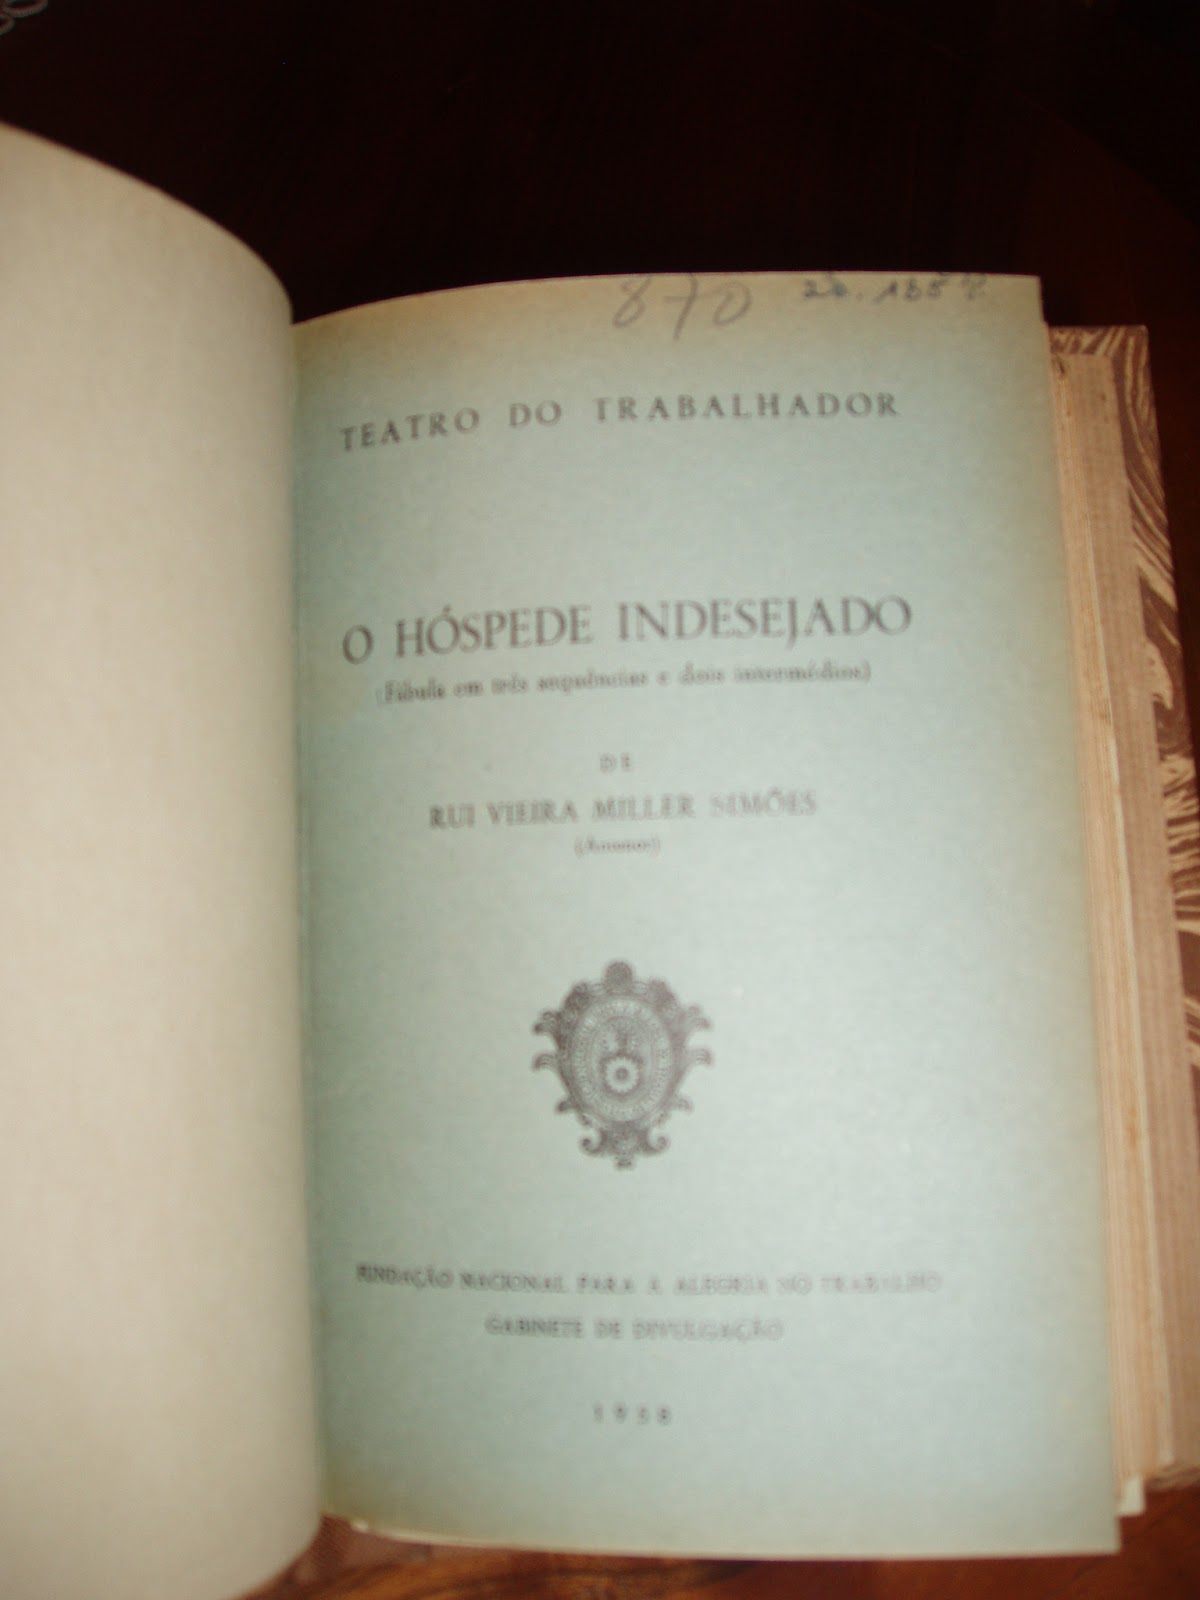 870
TEATRO DO TRABALHADOR
O HÓSPEDE INDESEJADO
(Fábula em três sequências e dois intermédios)
DE
RUI VIEIRA MILLER SIMÕES
FUNDAÇÃO NACIONAL PARA A ALEGRIA NO TRABALHO
GABINETE DE DIVULGAÇÃO
1958